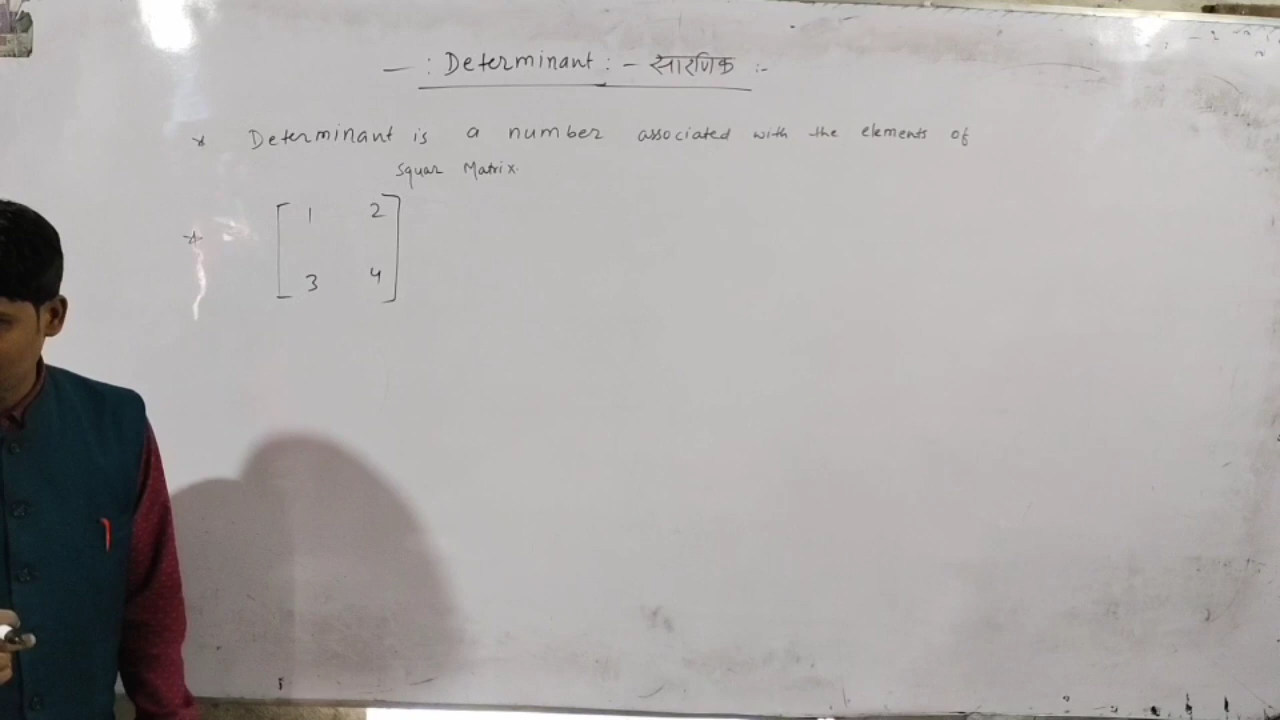 — : Determinant : – सारणिक :-
* Determinant is a number associated with the elements of
squar Matrix.
* [ 1 2
3 4 ]